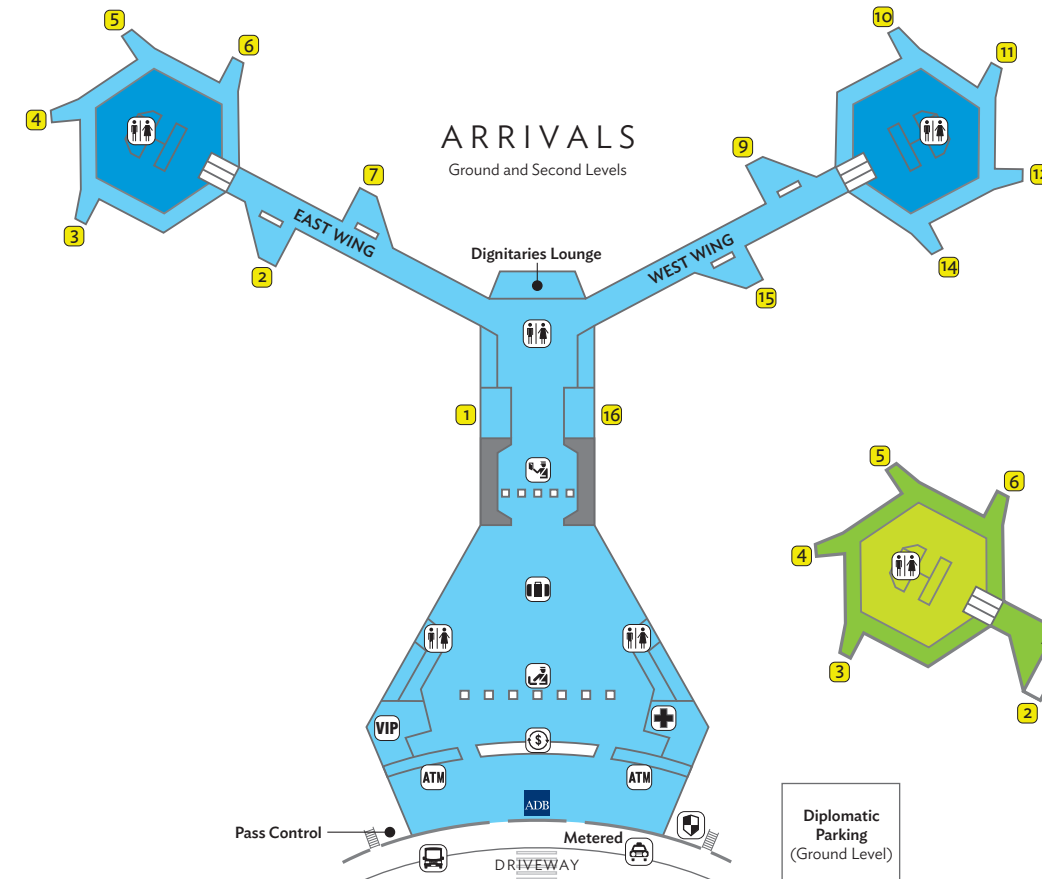 5
6
4
3
2
7
EAST WING
ARRIVALS
Ground and Second Levels
10
11
9
12
14
15
WEST WING
Dignitaries Lounge
1
16
VIP
$
ATM
ATM
ADB
Pass Control
Metered
DRIVEWAY
5
6
4
3
2
Diplomatic
Parking
(Ground Level)